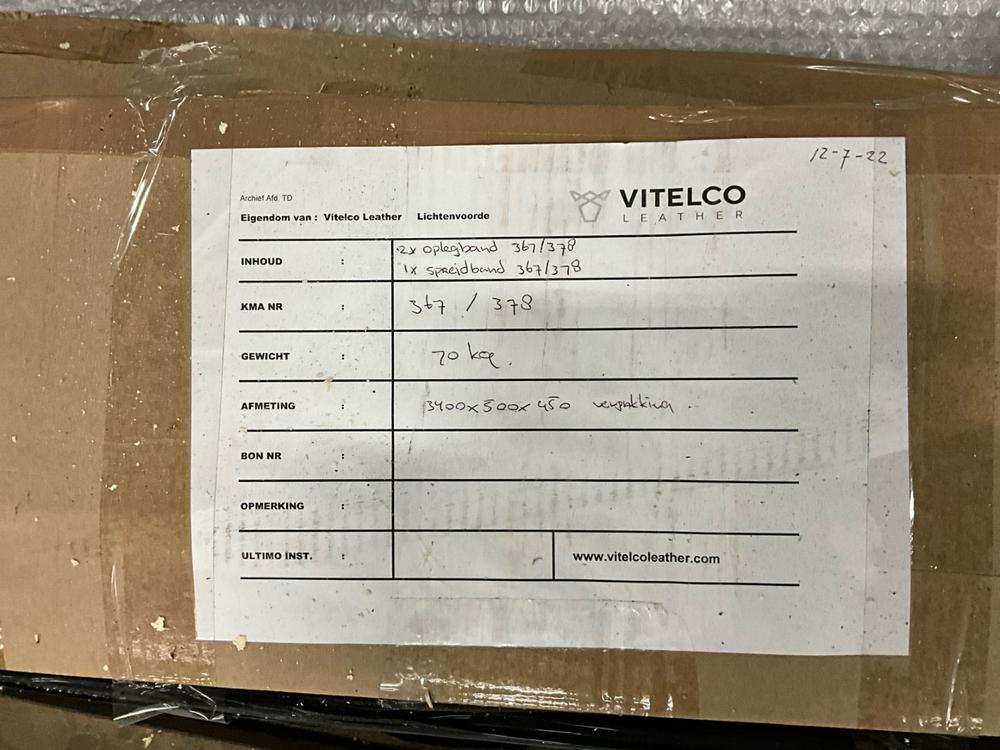 12-7-22
Archief Afd. TD
VITELCO
LEATHER
Eigendom van : Vitelco Leather Lichtenvoorde
INHOUD : 2x oplegband 367/378
1x spreidband 367/378
KMA NR : 367 / 378
GEWICHT : 70 kg.
AFMETING : 3400x500x450 verpakking.
BON NR :
OPMERKING :
ULTIMO INST. : www.vitelcoleather.com